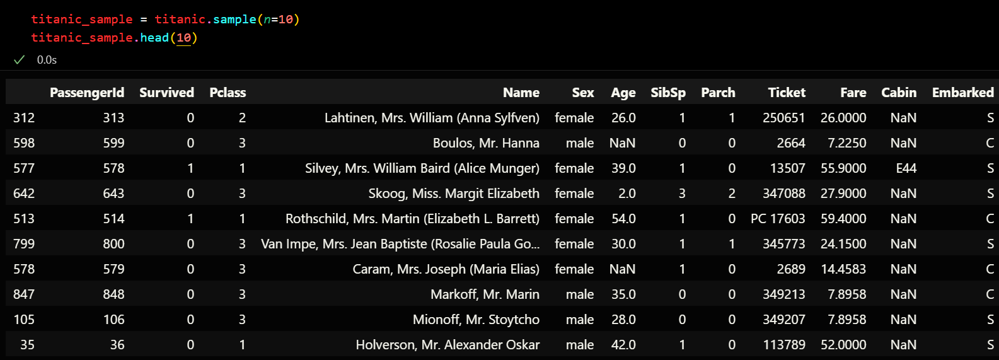 titanic_sample = titanic.sample(n=10)
titanic_sample.head(10)
0.0s
PassengerId Survived Pclass Name Sex Age SibSp Parch Ticket Fare Cabin Embarked
312 313 0 2 Lahtinen, Mrs. William (Anna Sylfven) female 26.0 1 1 250651 26.0000 NaN S
598 599 0 3 Boulos, Mr. Hanna male NaN 0 0 2664 7.2250 NaN C
577 578 1 1 Silvey, Mrs. William Baird (Alice Munger) female 39.0 1 0 13507 55.9000 E44 S
642 643 0 3 Skoog, Miss. Margit Elizabeth female 2.0 3 2 347088 27.9000 NaN S
513 514 1 1 Rothschild, Mrs. Martin (Elizabeth L. Barrett) female 54.0 1 0 PC 17603 59.4000 NaN C
799 800 0 3 Van Impe, Mrs. Jean Baptiste (Rosalie Paula Go... female 30.0 1 1 345773 24.1500 NaN S
578 579 0 3 Caram, Mrs. Joseph (Maria Elias) female NaN 1 0 2689 14.4583 NaN C
847 848 0 3 Markoff, Mr. Marin male 35.0 0 0 349213 7.8958 NaN C
105 106 0 3 Mionoff, Mr. Stoytcho male 28.0 0 0 349207 7.8958 NaN S
35 36 0 1 Holverson, Mr. Alexander Oskar male 42.0 1 0 113789 52.0000 NaN S